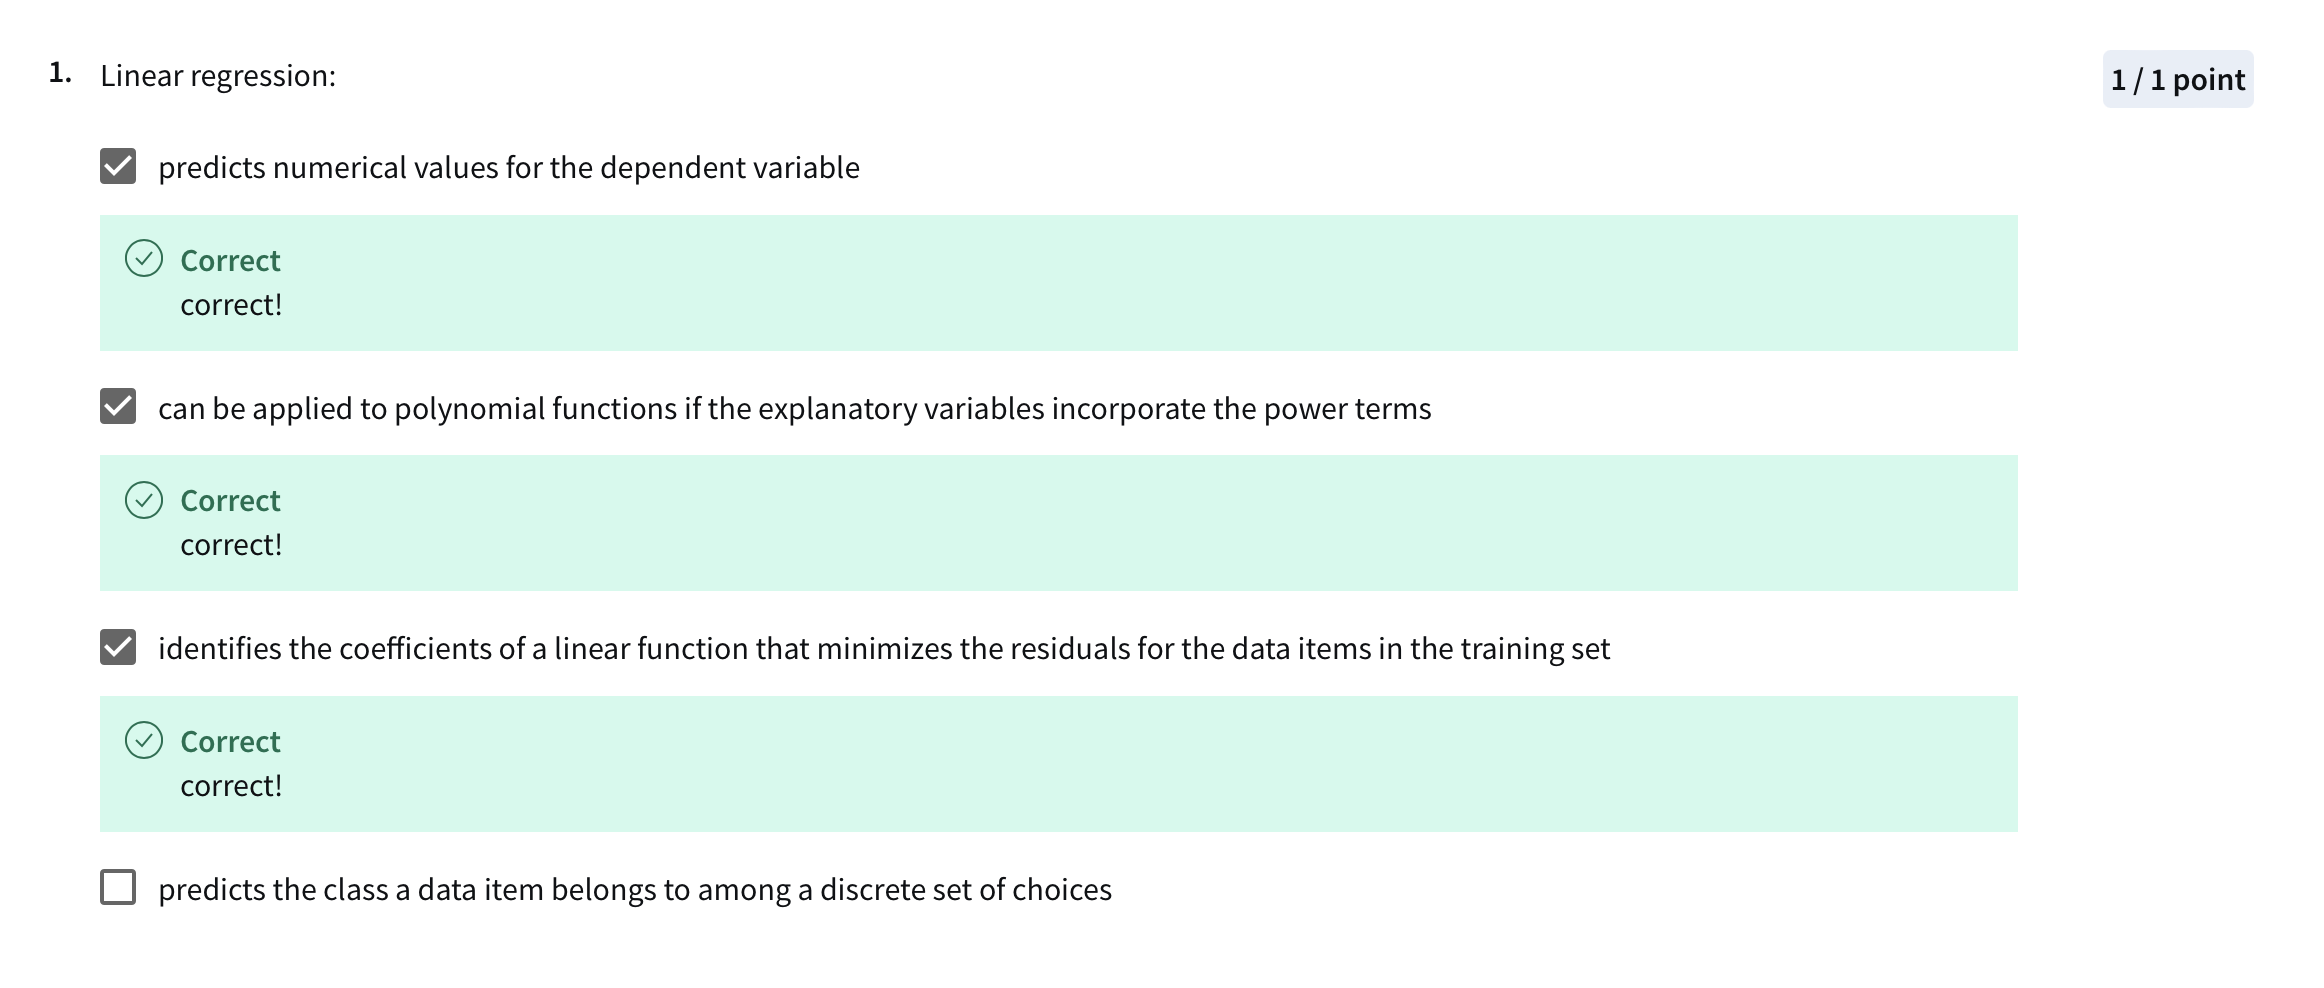 1. Linear regression:
1 / 1 point
predicts numerical values for the dependent variable
Correct
correct!
can be applied to polynomial functions if the explanatory variables incorporate the power terms
Correct
correct!
identifies the coefficients of a linear function that minimizes the residuals for the data items in the training set
Correct
correct!
predicts the class a data item belongs to among a discrete set of choices